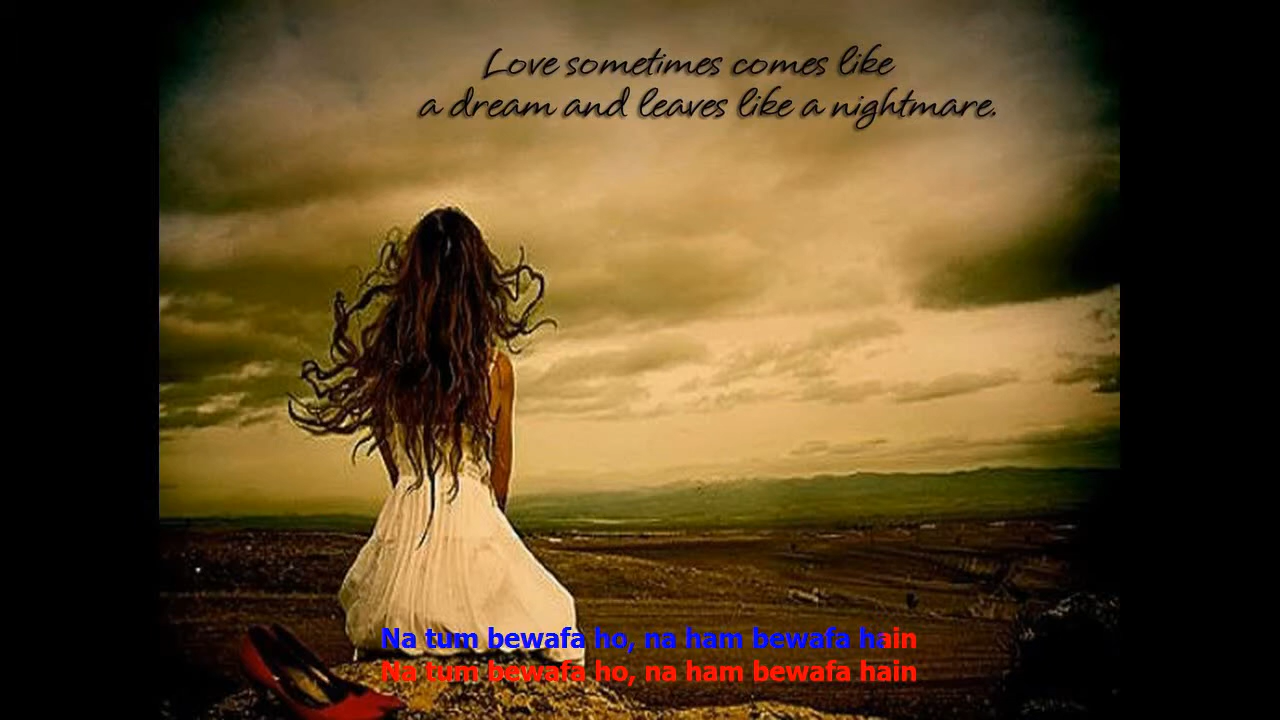 Love sometimes comes like
a dream and leaves like a nightmare.
Na tum bewafa ho, na ham bewafa hain
Na tum bewafa ho, na ham bewafa hain